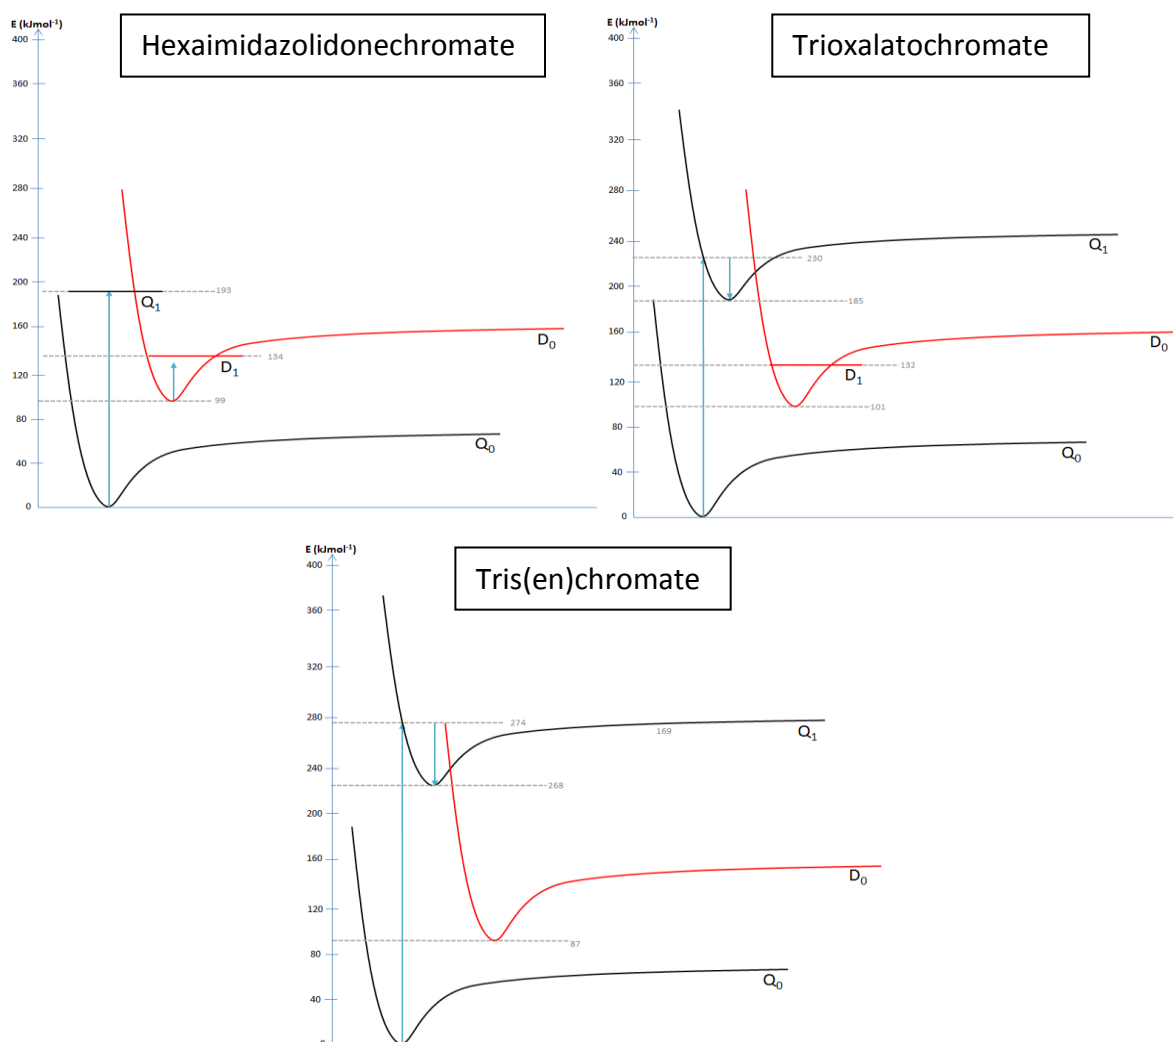 E (kJmol-1)
Hexaimidazolidonechromate
400
360
320
280
240
200
160
120
80
40
0
193
Q1
134
D1
D0
99
Q0
E (kJmol-1)
Trioxalatochromate
400
360
320
280
240
200
160
120
80
40
0
Q1
230
185
D0
D1
132
101
Q0
E (kJmol-1)
Tris(en)chromate
400
360
320
280
240
200
160
120
80
40
0
274
169
Q1
268
D0
87
Q0